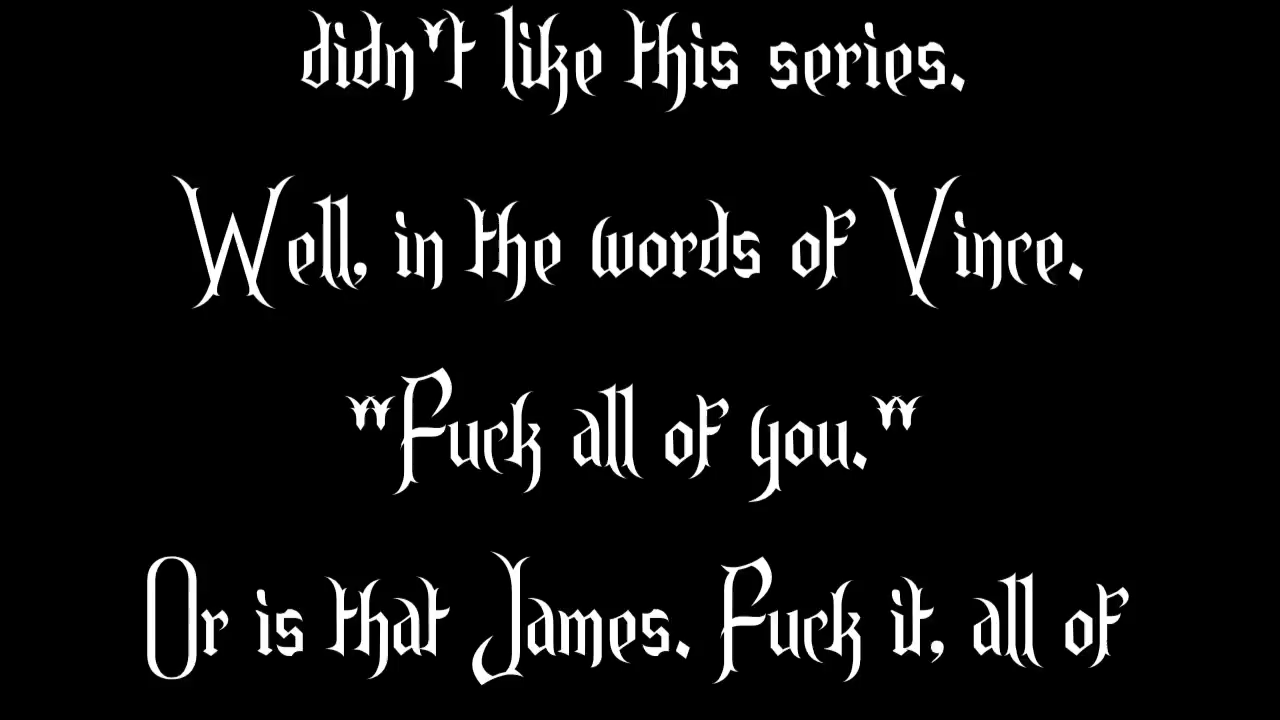 didn't like this series.
Well, in the words of Vince.
"Fuck all of you."
Or is that James. Fuck it, all of